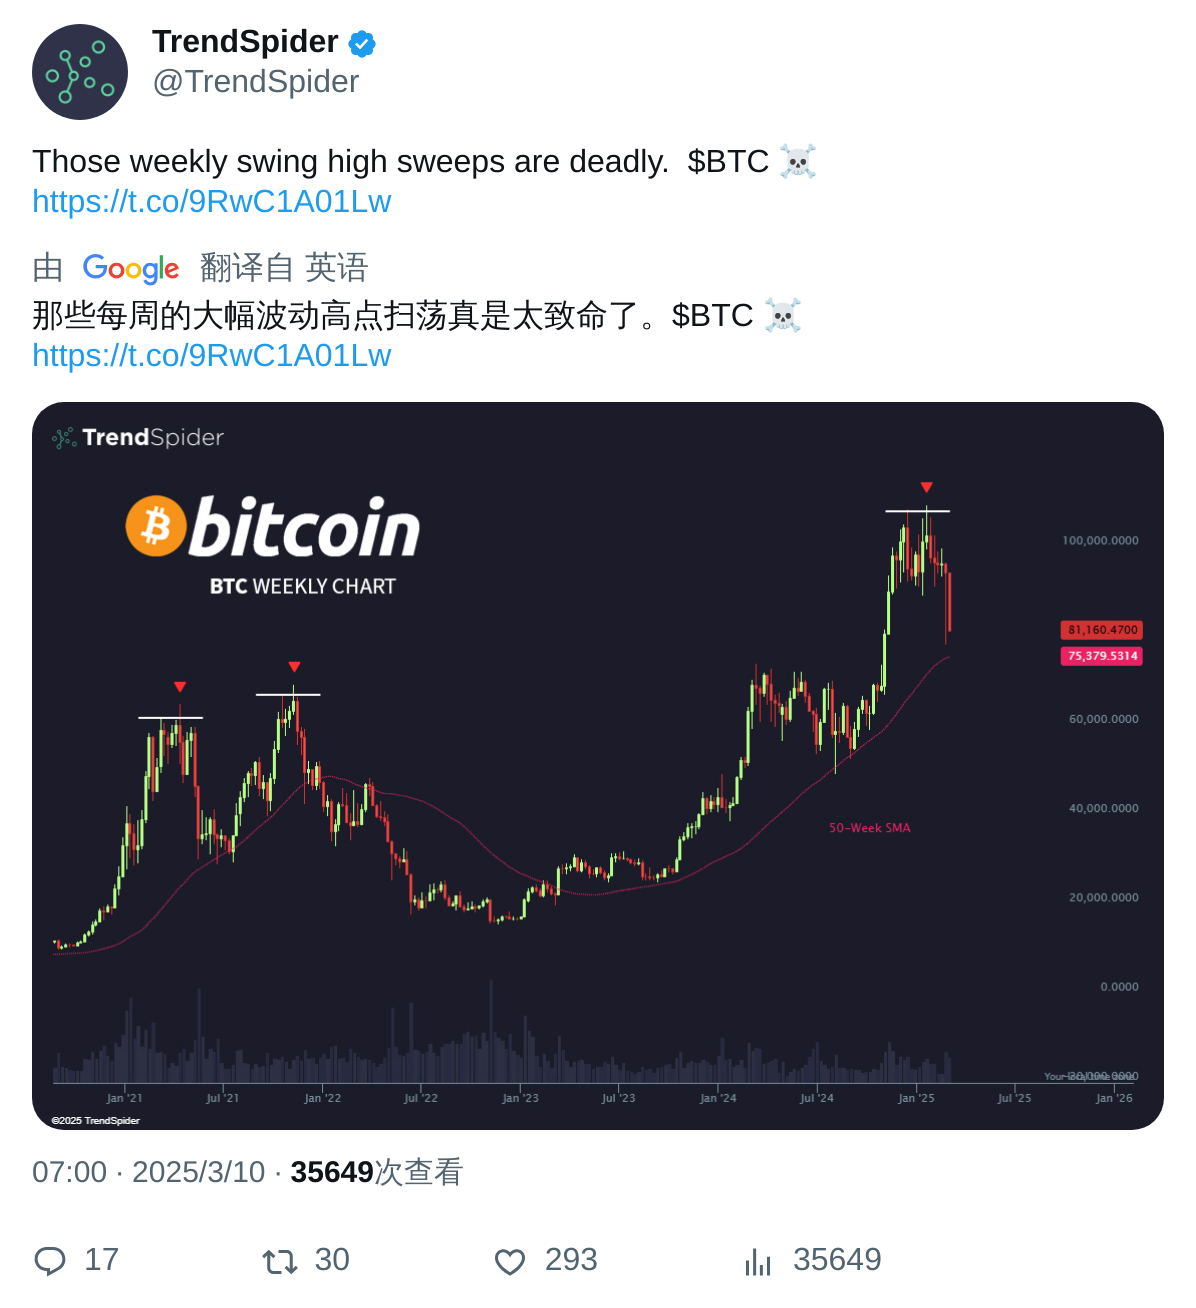 TrendSpider
@TrendSpider
Those weekly swing high sweeps are deadly. $BTC ☠️
https://t.co/9RwC1A01Lw
由 Google 翻译自 英语
那些每周的大幅波动高点扫荡真是太致命了。$BTC ☠️
https://t.co/9RwC1A01Lw
TrendSpider
bitcoin
BTC WEEKLY CHART
100,000.0000
81,160.4700
75,379.5314
60,000.0000
40,000.0000
50-Week SMA
20,000.0000
0.0000
-20,000.0000
Your local time zone
Jan '21 Jul '21 Jan '22 Jul '22 Jan '23 Jul '23 Jan '24 Jul '24 Jan '25 Jul '25 Jan '26
©2025 TrendSpider
07:00 · 2025/3/10 · 35649次查看
17 30 293 35649